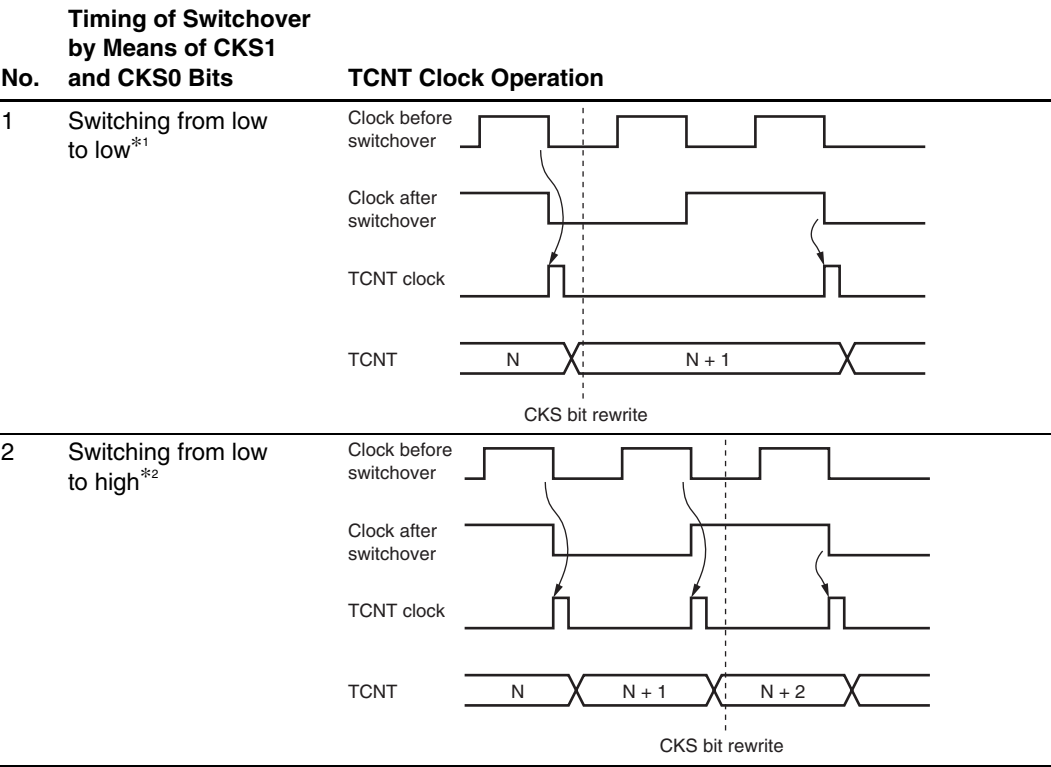 No.
Timing of Switchover
by Means of CKS1
and CKS0 Bits
TCNT Clock Operation
1
Switching from low
to low*1
Clock before
switchover
Clock after
switchover
TCNT clock
TCNT
N
N + 1
CKS bit rewrite
2
Switching from low
to high*2
Clock before
switchover
Clock after
switchover
TCNT clock
TCNT
N
N + 1
N + 2
CKS bit rewrite